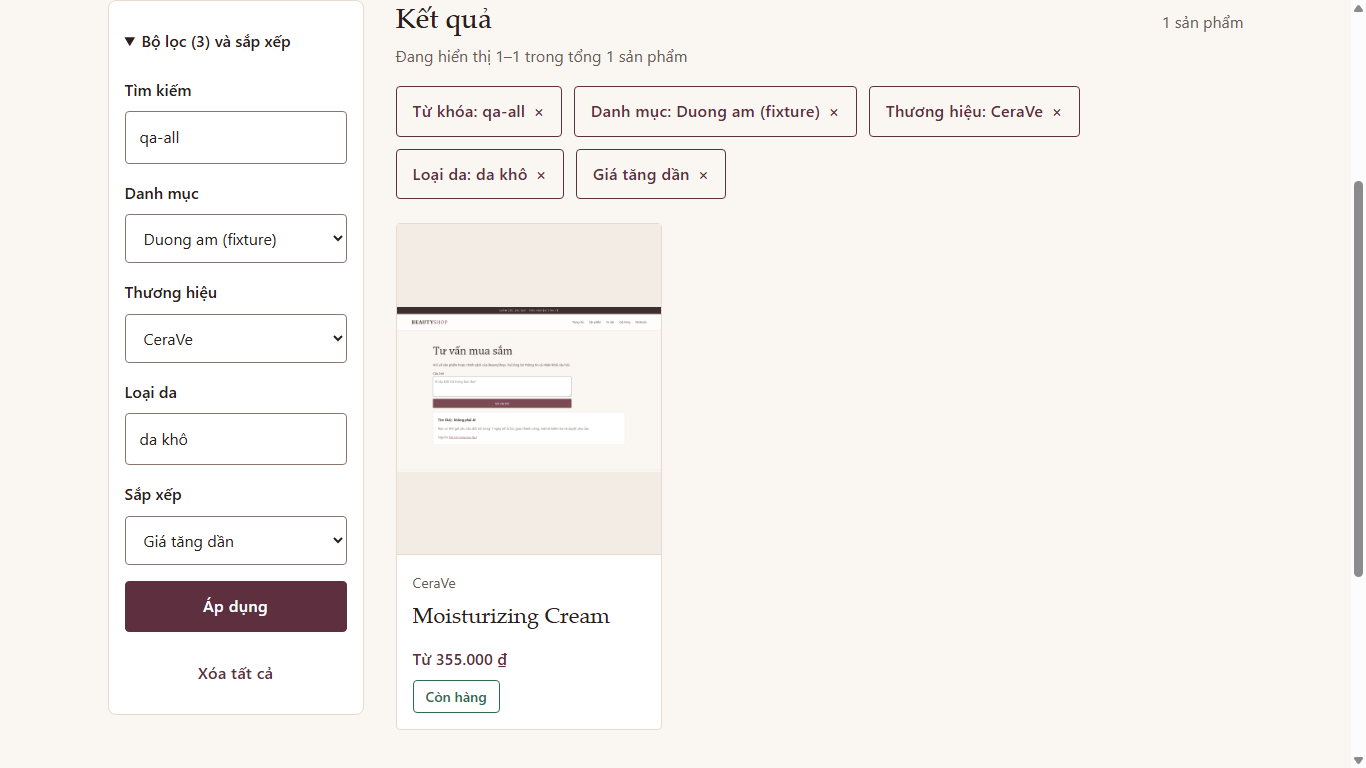 ▼ Bộ lọc (3) và sắp xếp
Tìm kiếm
qa-all
Danh mục
Duong am (fixture)
Thương hiệu
CeraVe
Loại da
da khô
Sắp xếp
Giá tăng dần
Áp dụng
Xóa tất cả
Kết quả
1 sản phẩm
Đang hiển thị 1–1 trong tổng 1 sản phẩm
Từ khóa: qa-all ×
Danh mục: Duong am (fixture) ×
Thương hiệu: CeraVe ×
Loại da: da khô ×
Giá tăng dần ×
BEAUTYSHOP
Tư vấn mua sắm
CeraVe
Moisturizing Cream
Từ 355.000 ₫
Còn hàng